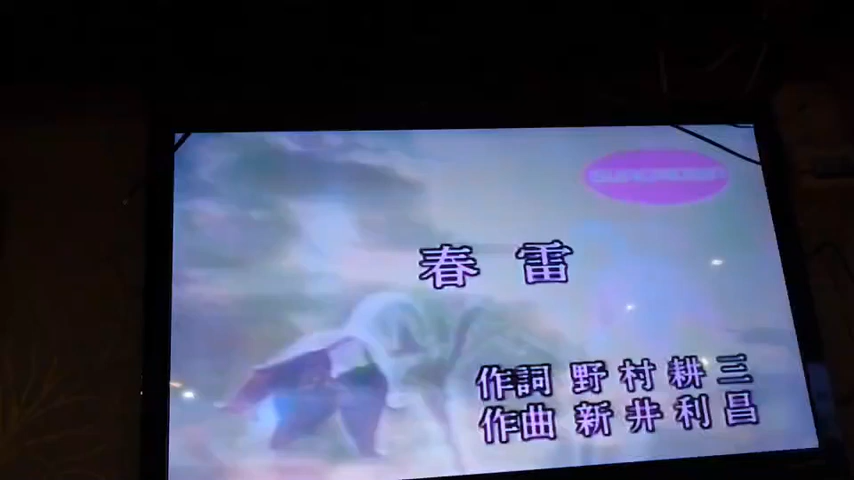 春雷
作詞 野村耕三
作曲 新井利昌